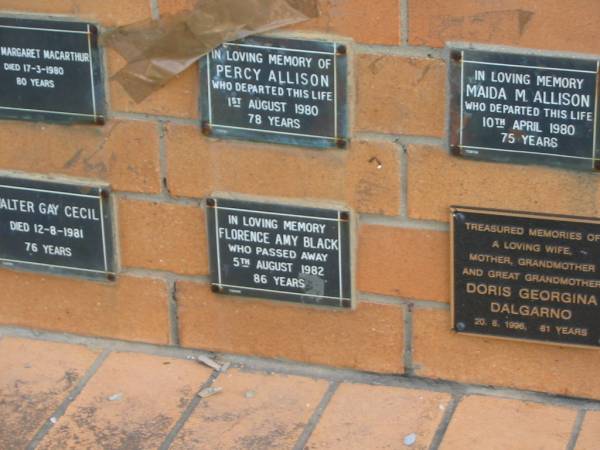 MARGARET MACARTHUR
DIED 17-3-1980
80 YEARS
IN LOVING MEMORY OF
PERCY ALLISON
WHO DEPARTED THIS LIFE
1ST AUGUST 1980
78 YEARS
IN LOVING MEMORY
MAIDA M. ALLISON
WHO DEPARTED THIS LIFE
10TH APRIL 1980
75 YEARS
ALTER GAY CECIL
DIED 12-8-1981
76 YEARS
IN LOVING MEMORY
FLORENCE AMY BLACK
WHO PASSED AWAY
5TH AUGUST 1982
86 YEARS
TREASURED MEMORIES OF
A LOVING WIFE,
MOTHER, GRANDMOTHER
AND GREAT GRANDMOTHER
DORIS GEORGINA
DALGARNO
1996, 81 YEARS